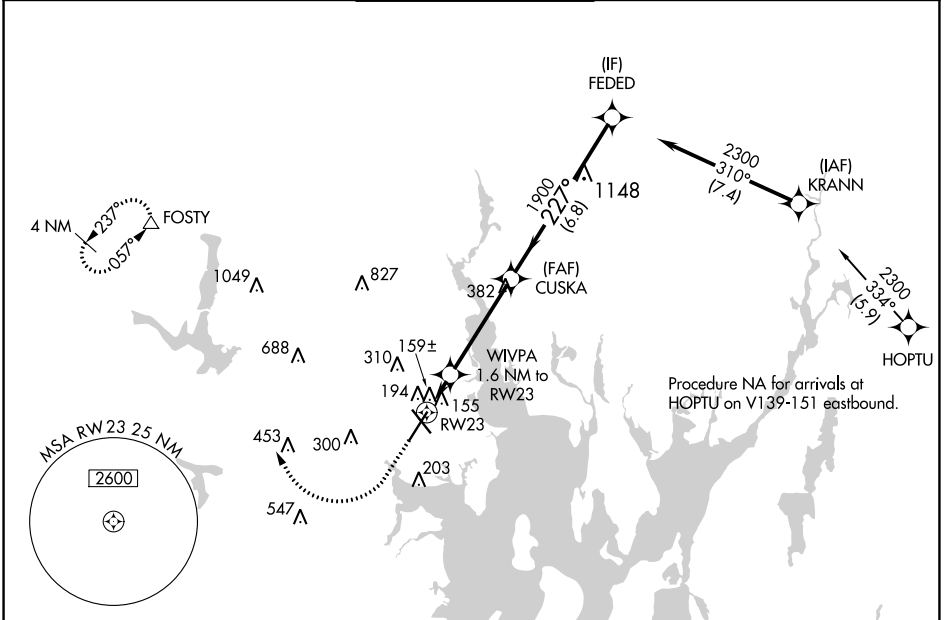 (IF)
FEDED
2300
310°
(7.4)
(IAF)
KRANN
1148
1900
227°
(6.8)
4 NM
237°
057°
FOSTY
2300
334°
(5.9)
HOPTU
1049
827
382
(FAF)
CUSKA
688
310
159±
WIVPA
1.6 NM to
RW23
Procedure NA for arrivals at
HOPTU on V139-151 eastbound.
194
155
RW23
453
300
203
547
MSA RW23 25 NM
2600